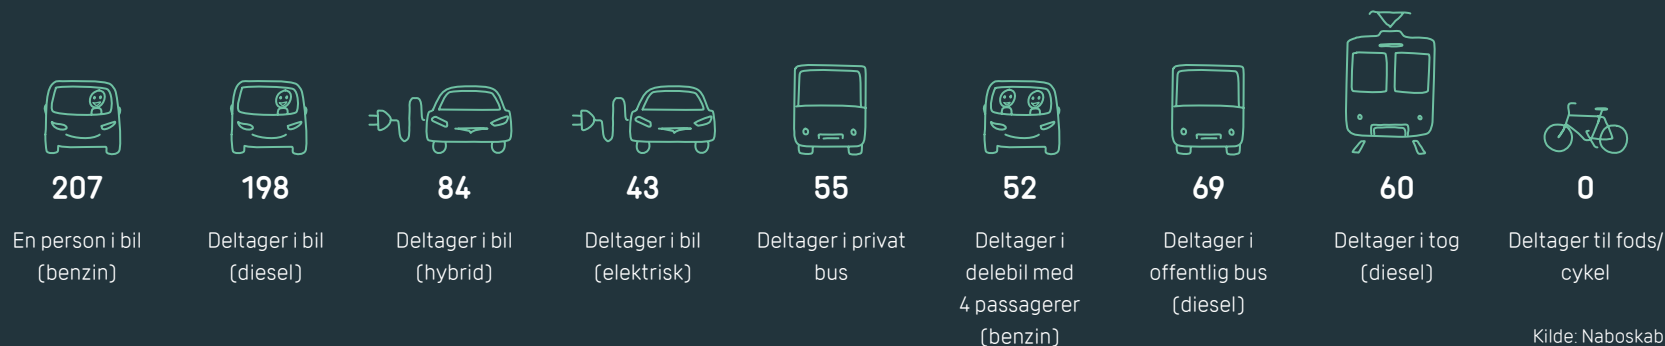 207
En person i bil
(benzin)
198
Deltager i bil
(diesel)
84
Deltager i bil
(hybrid)
43
Deltager i bil
(elektrisk)
55
Deltager i privat
bus
52
Deltager i
delebil med
4 passagerer
(benzin)
69
Deltager i
offentlig bus
(diesel)
60
Deltager i tog
(diesel)
0
Deltager til fods/
cykel
Kilde: Naboskab